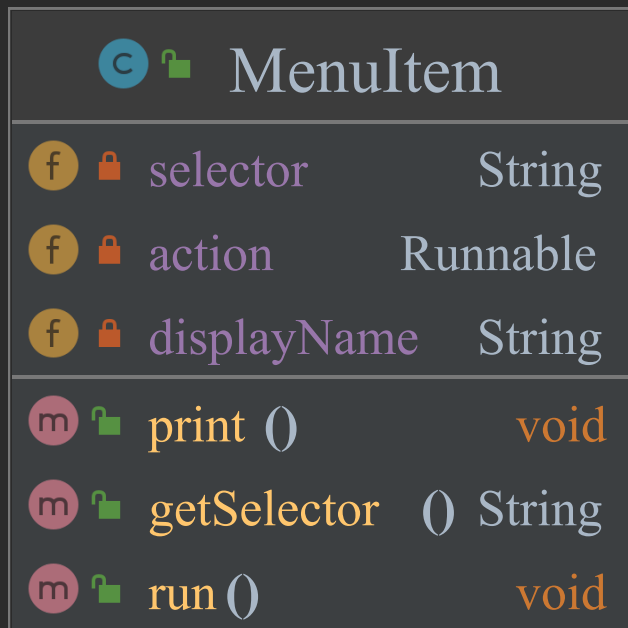 C MenuItem
f selector String
f action Runnable
f displayName String
m print () void
m getSelector () String
m run () void